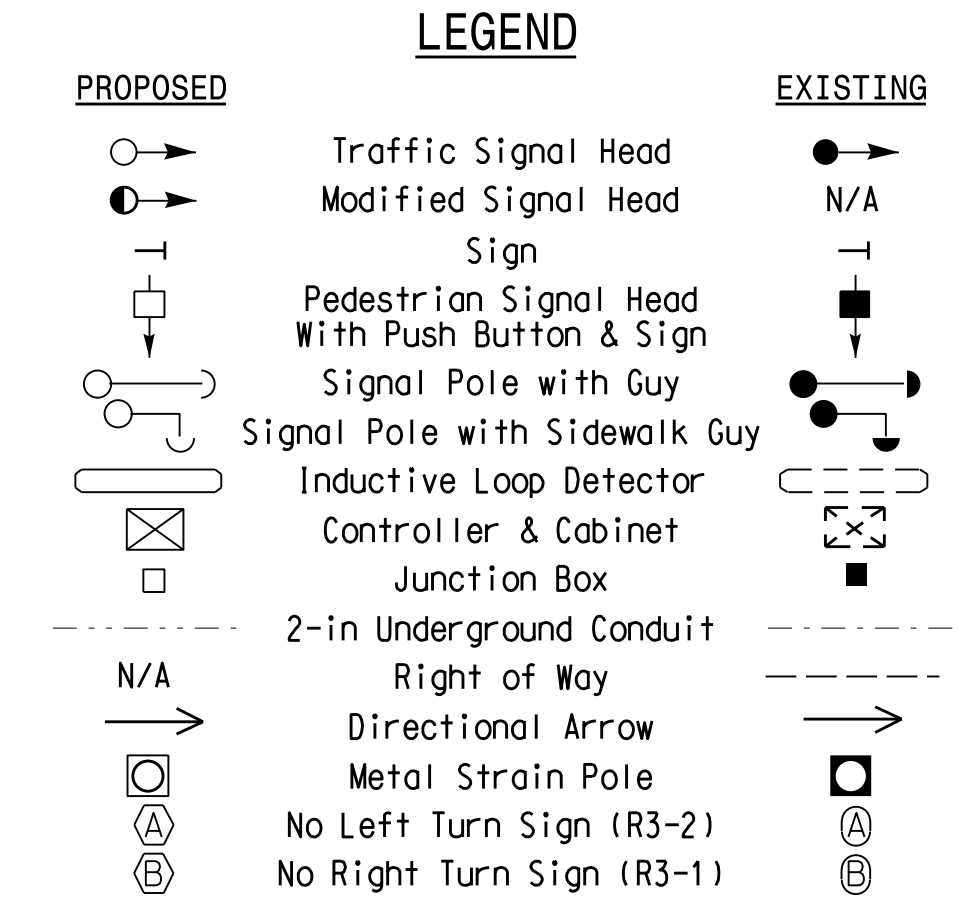 LEGEND
PROPOSED EXISTING
Traffic Signal Head
Modified Signal Head N/A
Sign
Pedestrian Signal Head
With Push Button & Sign
Signal Pole with Guy
Signal Pole with Sidewalk Guy
Inductive Loop Detector
Controller & Cabinet
Junction Box
2-in Underground Conduit
N/A Right of Way
Directional Arrow
Metal Strain Pole
A No Left Turn Sign (R3-2) A
B No Right Turn Sign (R3-1) B